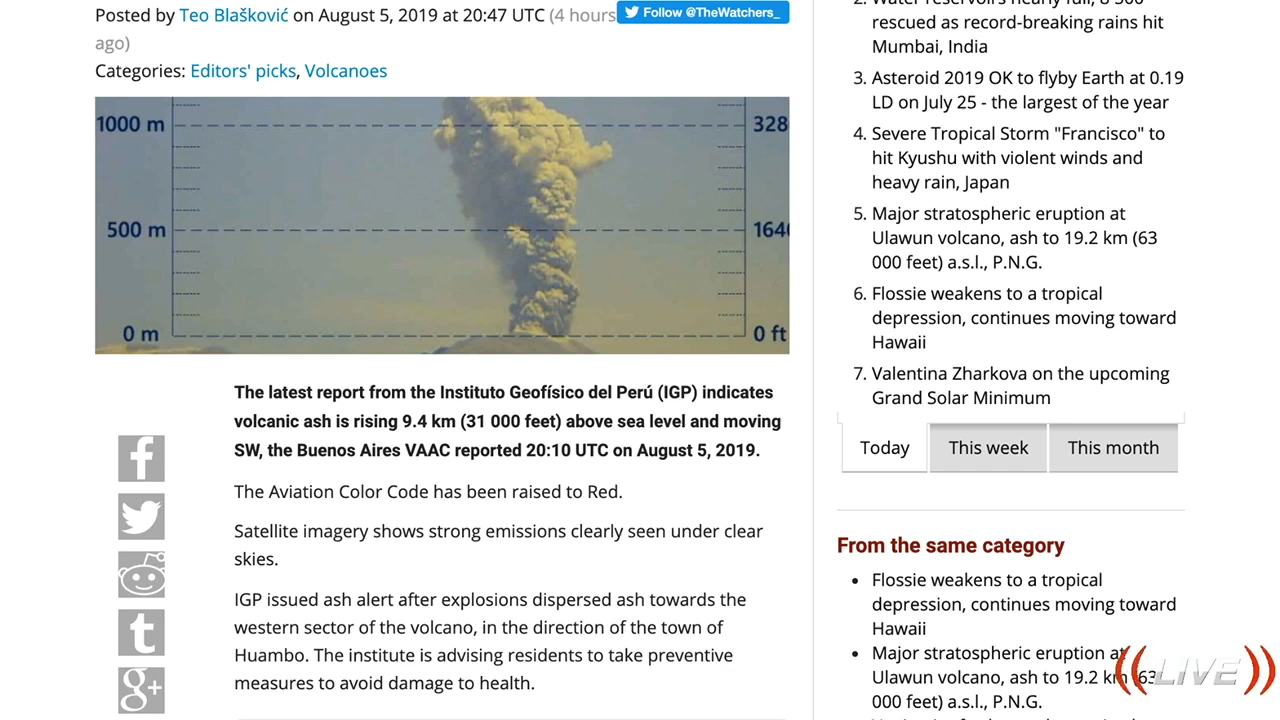 Posted by Teo Blašković on August 5, 2019 at 20:47 UTC (4 hours
ago)
Follow @TheWatchers_
Categories: Editors' picks, Volcanoes
1000 m
328
500 m
1640
0 m
0 ft
The latest report from the Instituto Geofísico del Perú (IGP) indicates
volcanic ash is rising 9.4 km (31 000 feet) above sea level and moving
SW, the Buenos Aires VAAC reported 20:10 UTC on August 5, 2019.
The Aviation Color Code has been raised to Red.
Satellite imagery shows strong emissions clearly seen under clear
skies.
IGP issued ash alert after explosions dispersed ash towards the
western sector of the volcano, in the direction of the town of
Huambo. The institute is advising residents to take preventive
measures to avoid damage to health.
2. Water reservoirs nearly full, 8 500
rescued as record-breaking rains hit
Mumbai, India
3. Asteroid 2019 OK to flyby Earth at 0.19
LD on July 25 - the largest of the year
4. Severe Tropical Storm "Francisco" to
hit Kyushu with violent winds and
heavy rain, Japan
5. Major stratospheric eruption at
Ulawun volcano, ash to 19.2 km (63
000 feet) a.s.l., P.N.G.
6. Flossie weakens to a tropical
depression, continues moving toward
Hawaii
7. Valentina Zharkova on the upcoming
Grand Solar Minimum
Today This week This month
From the same category
• Flossie weakens to a tropical
depression, continues moving toward
Hawaii
• Major stratospheric eruption at
Ulawun volcano, ash to 19.2 km (63
000 feet) a.s.l., P.N.G.
LIVE